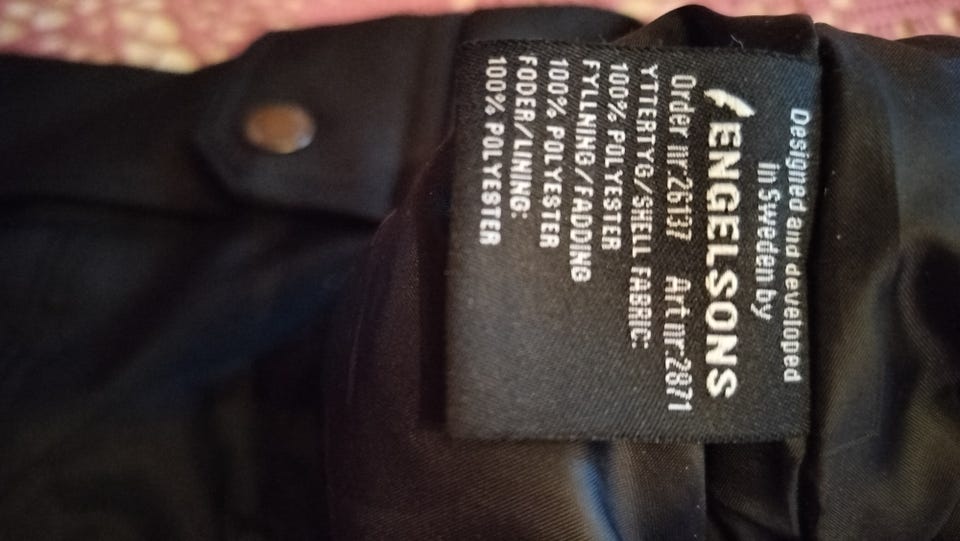 Designed and developed
in Sweden by
ENGELSONS
Order nr:26137 Art nr:2871
YTTERTYG/SHELL FABRIC:
100% POLYESTER
FYLLNING/FADDING
100% POLYESTER
FODER/LINING:
100% POLYESTER